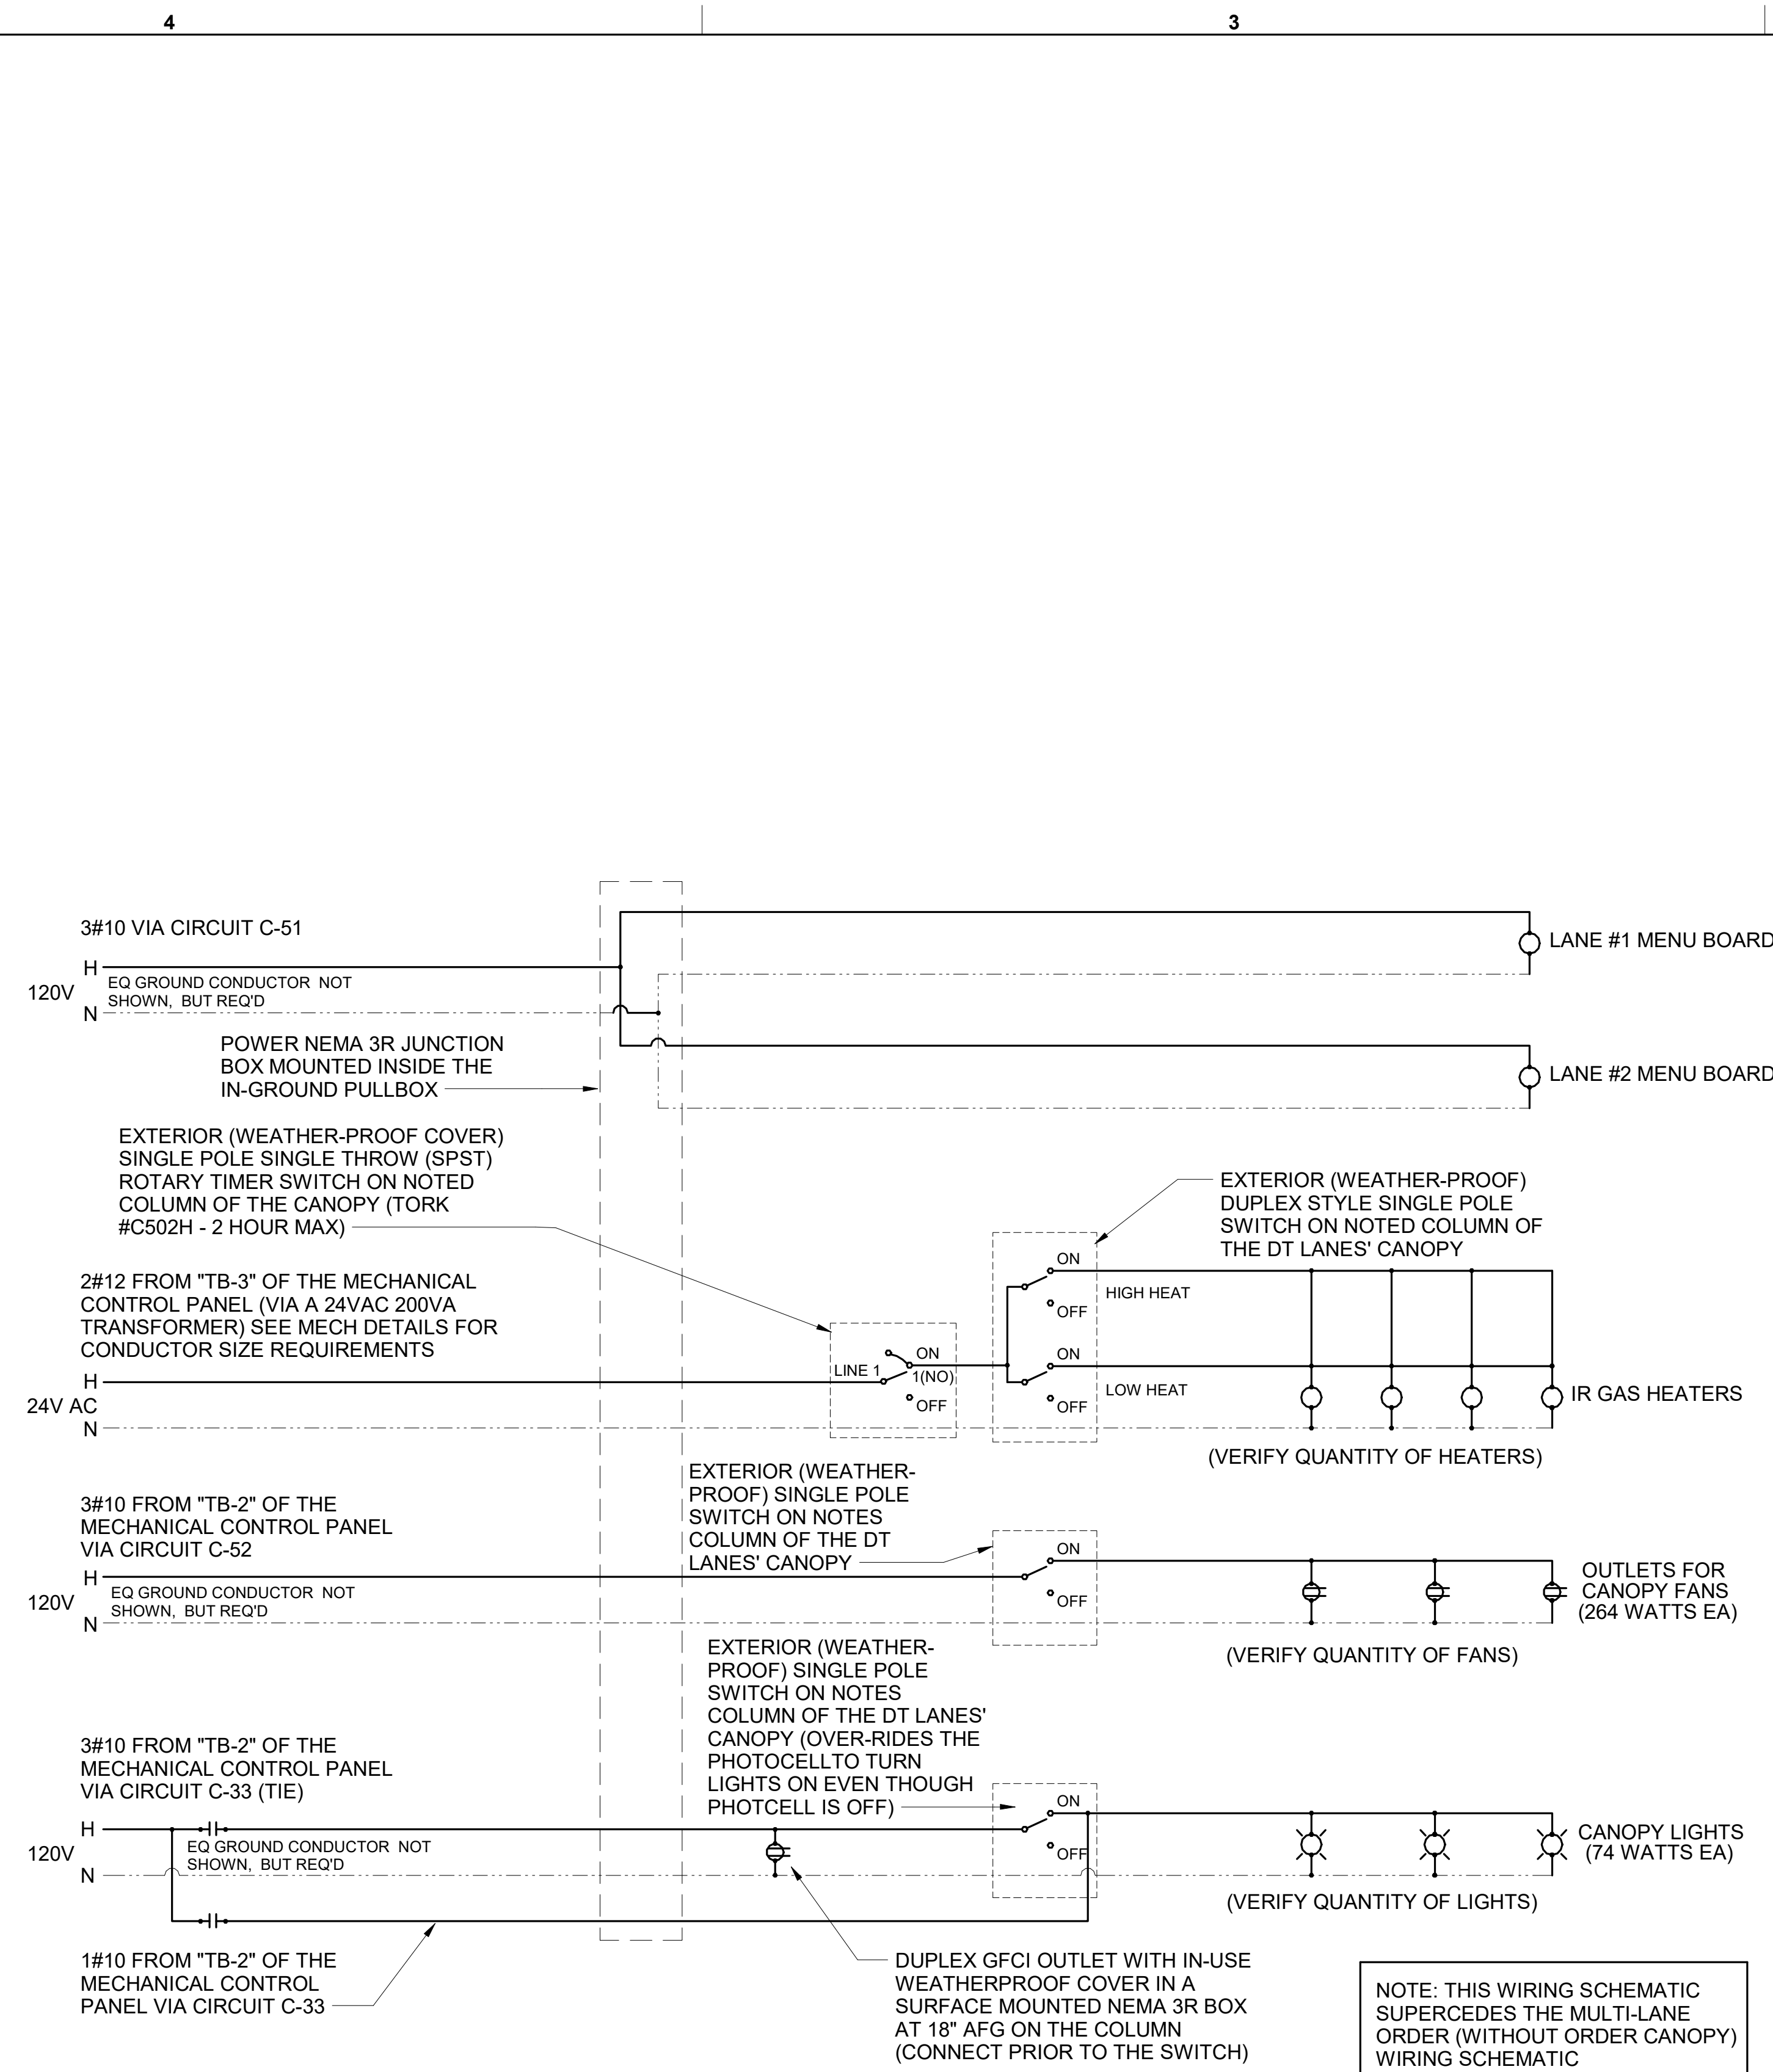 4
3
3#10 VIA CIRCUIT C-51
H
EQ GROUND CONDUCTOR NOT
SHOWN, BUT REQ'D
120V
N
LANE #1 MENU BOARD
LANE #2 MENU BOARD
POWER NEMA 3R JUNCTION
BOX MOUNTED INSIDE THE
IN-GROUND PULLBOX
EXTERIOR (WEATHER-PROOF COVER)
SINGLE POLE SINGLE THROW (SPST)
ROTARY TIMER SWITCH ON NOTED
COLUMN OF THE CANOPY (TORK
#C502H - 2 HOUR MAX)
EXTERIOR (WEATHER-PROOF)
DUPLEX STYLE SINGLE POLE
SWITCH ON NOTED COLUMN OF
THE DT LANES' CANOPY
2#12 FROM "TB-3" OF THE MECHANICAL
CONTROL PANEL (VIA A 24VAC 200VA
TRANSFORMER) SEE MECH DETAILS FOR
CONDUCTOR SIZE REQUIREMENTS
H
24V AC
N
LINE 1
ON
1(NO)
OFF
ON
HIGH HEAT
OFF
ON
LOW HEAT
OFF
IR GAS HEATERS
(VERIFY QUANTITY OF HEATERS)
EXTERIOR (WEATHER-
PROOF) SINGLE POLE
SWITCH ON NOTES
COLUMN OF THE DT
LANES' CANOPY
3#10 FROM "TB-2" OF THE
MECHANICAL CONTROL PANEL
VIA CIRCUIT C-52
H
EQ GROUND CONDUCTOR NOT
SHOWN, BUT REQ'D
120V
N
ON
OFF
OUTLETS FOR
CANOPY FANS
(264 WATTS EA)
(VERIFY QUANTITY OF FANS)
EXTERIOR (WEATHER-
PROOF) SINGLE POLE
SWITCH ON NOTES
COLUMN OF THE DT LANES'
CANOPY (OVER-RIDES THE
PHOTOCELLTO TURN
LIGHTS ON EVEN THOUGH
PHOTCELL IS OFF)
3#10 FROM "TB-2" OF THE
MECHANICAL CONTROL PANEL
VIA CIRCUIT C-33 (TIE)
H
EQ GROUND CONDUCTOR NOT
SHOWN, BUT REQ'D
120V
N
ON
OFF
CANOPY LIGHTS
(74 WATTS EA)
(VERIFY QUANTITY OF LIGHTS)
1#10 FROM "TB-2" OF THE
MECHANICAL CONTROL
PANEL VIA CIRCUIT C-33
DUPLEX GFCI OUTLET WITH IN-USE
WEATHERPROOF COVER IN A
SURFACE MOUNTED NEMA 3R BOX
AT 18" AFG ON THE COLUMN
(CONNECT PRIOR TO THE SWITCH)
NOTE: THIS WIRING SCHEMATIC
SUPERCEDES THE MULTI-LANE
ORDER (WITHOUT ORDER CANOPY)
WIRING SCHEMATIC